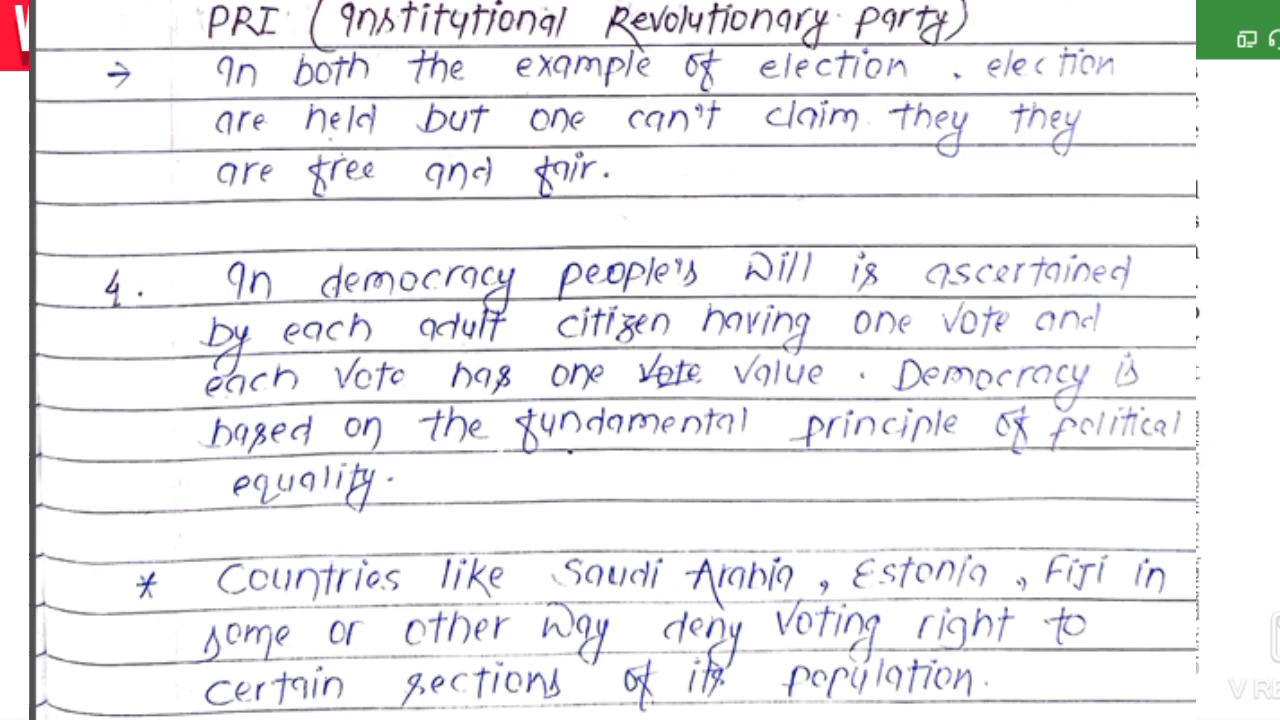 PRI (Institutional Revolutionary Party)
→ In both the example of election . election
are held but one can't claim they they
are free and fair.
4. In democracy people's will is ascertained
by each adult citizen having one vote and
each vote has one vote value . Democracy is
based on the fundamental principle of political
equality.
* Countries like Saudi Arabia , Estonia , Fiji in
some or other way deny voting right to
certain sections of its population.
V RE